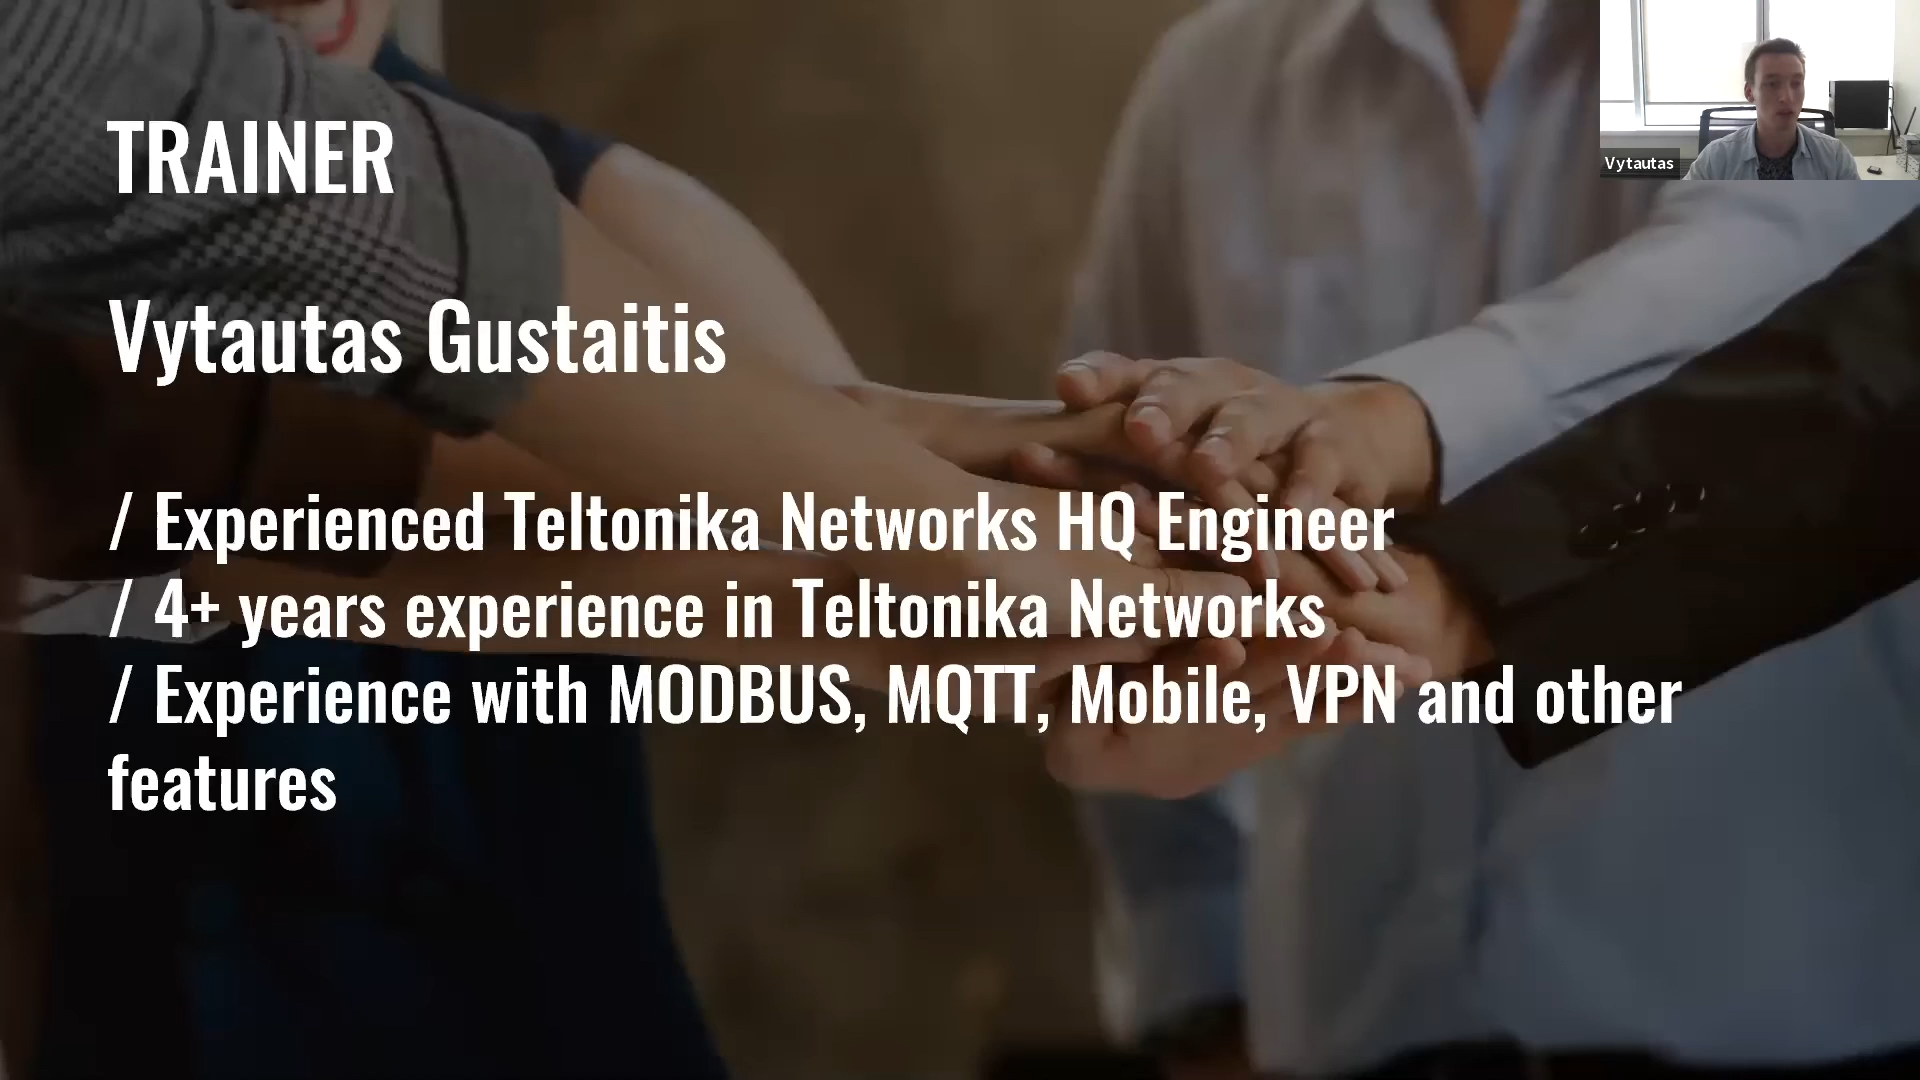 TRAINER
Vytautas
Vytautas Gustaitis
/ Experienced Teltonika Networks HQ Engineer
/ 4+ years experience in Teltonika Networks
/ Experience with MODBUS, MQTT, Mobile, VPN and other
features